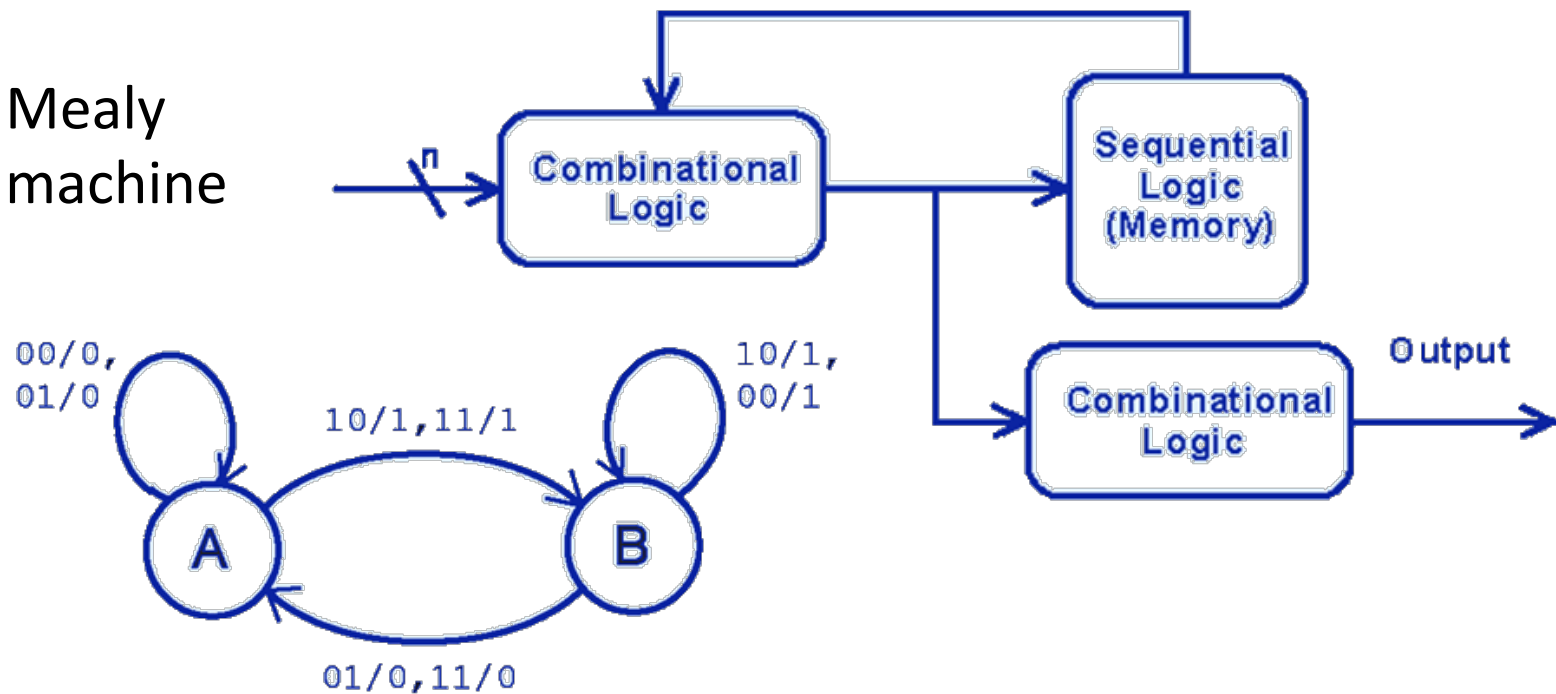 Mealy
machine
n
Combinational
Logic
Sequential
Logic
(Memory)
Combinational
Logic
Output
00/0,
01/0
10/1,11/1
10/1,
00/1
A
B
01/0,11/0